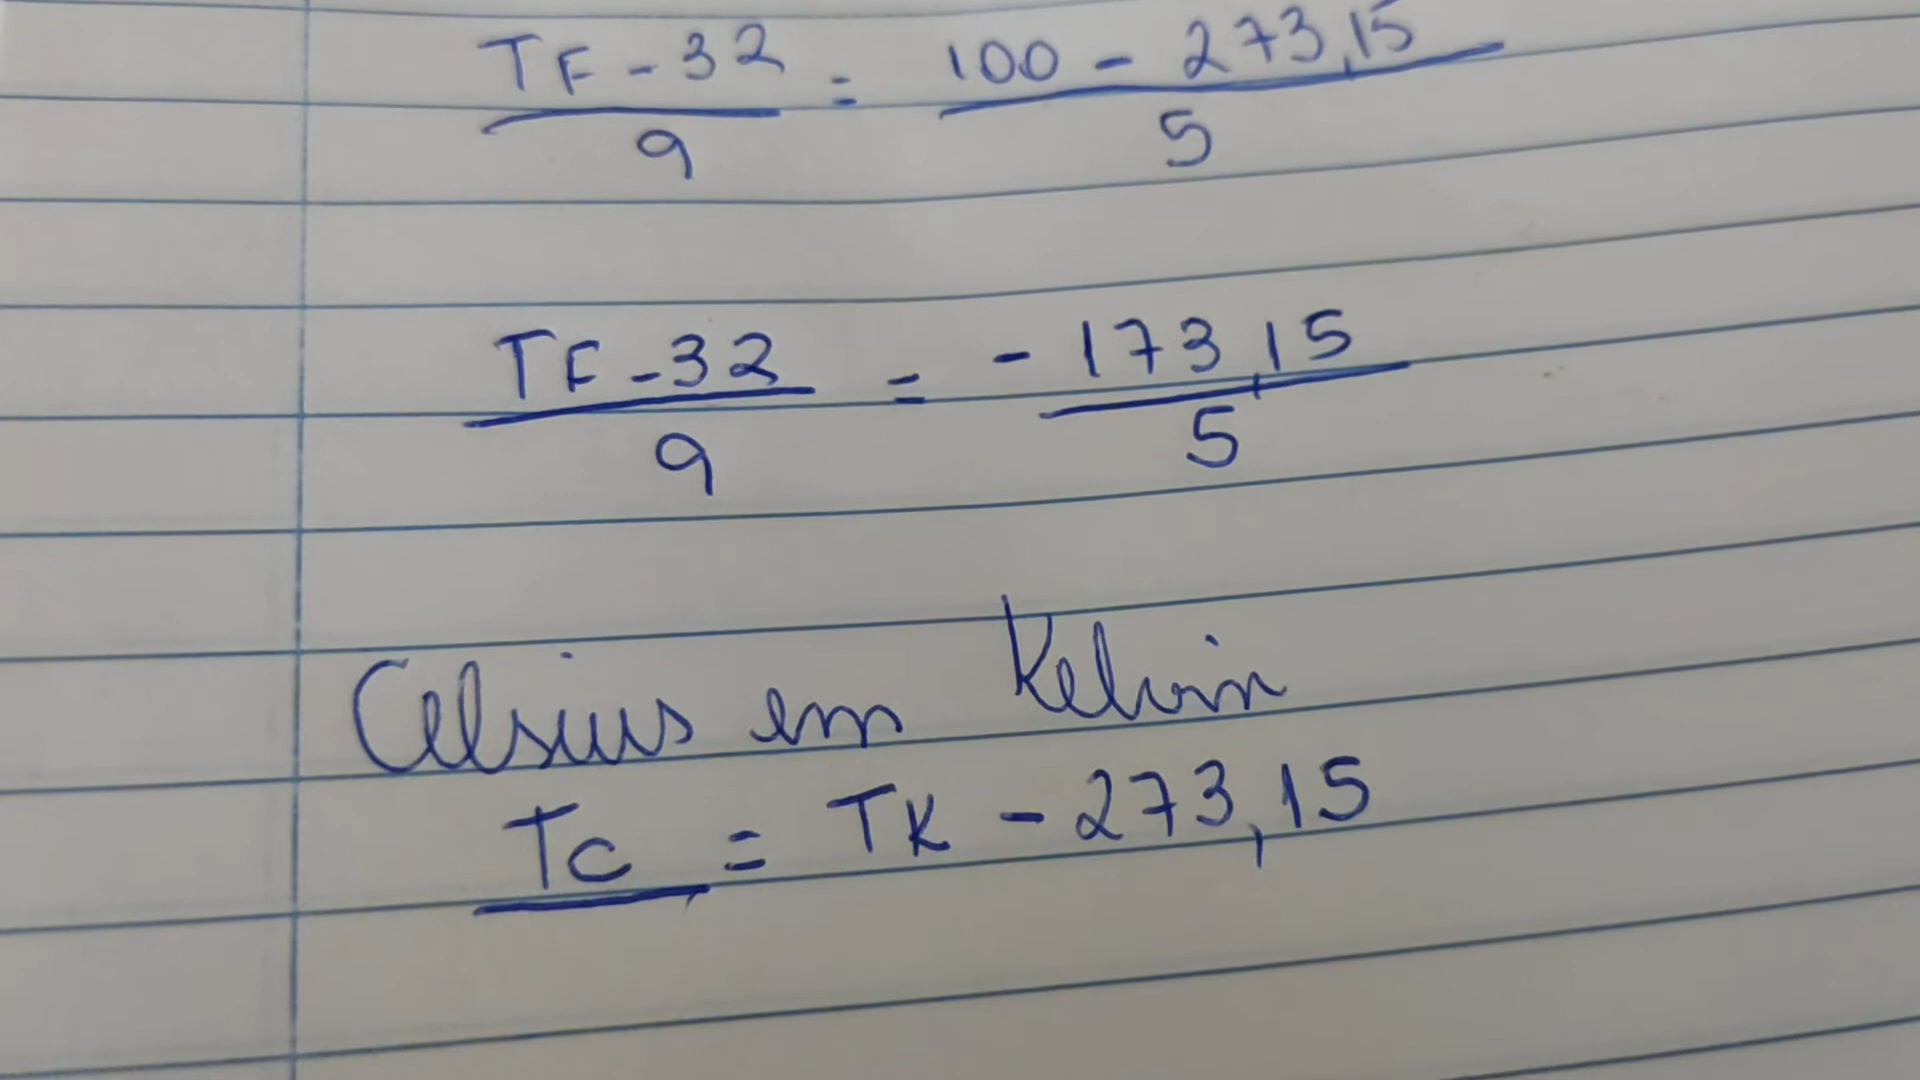 TF - 32 = 100 - 273,15
9 5
TF - 32 = - 173,15
9 5
Celsius em Kelvin
Tc = TK - 273,15